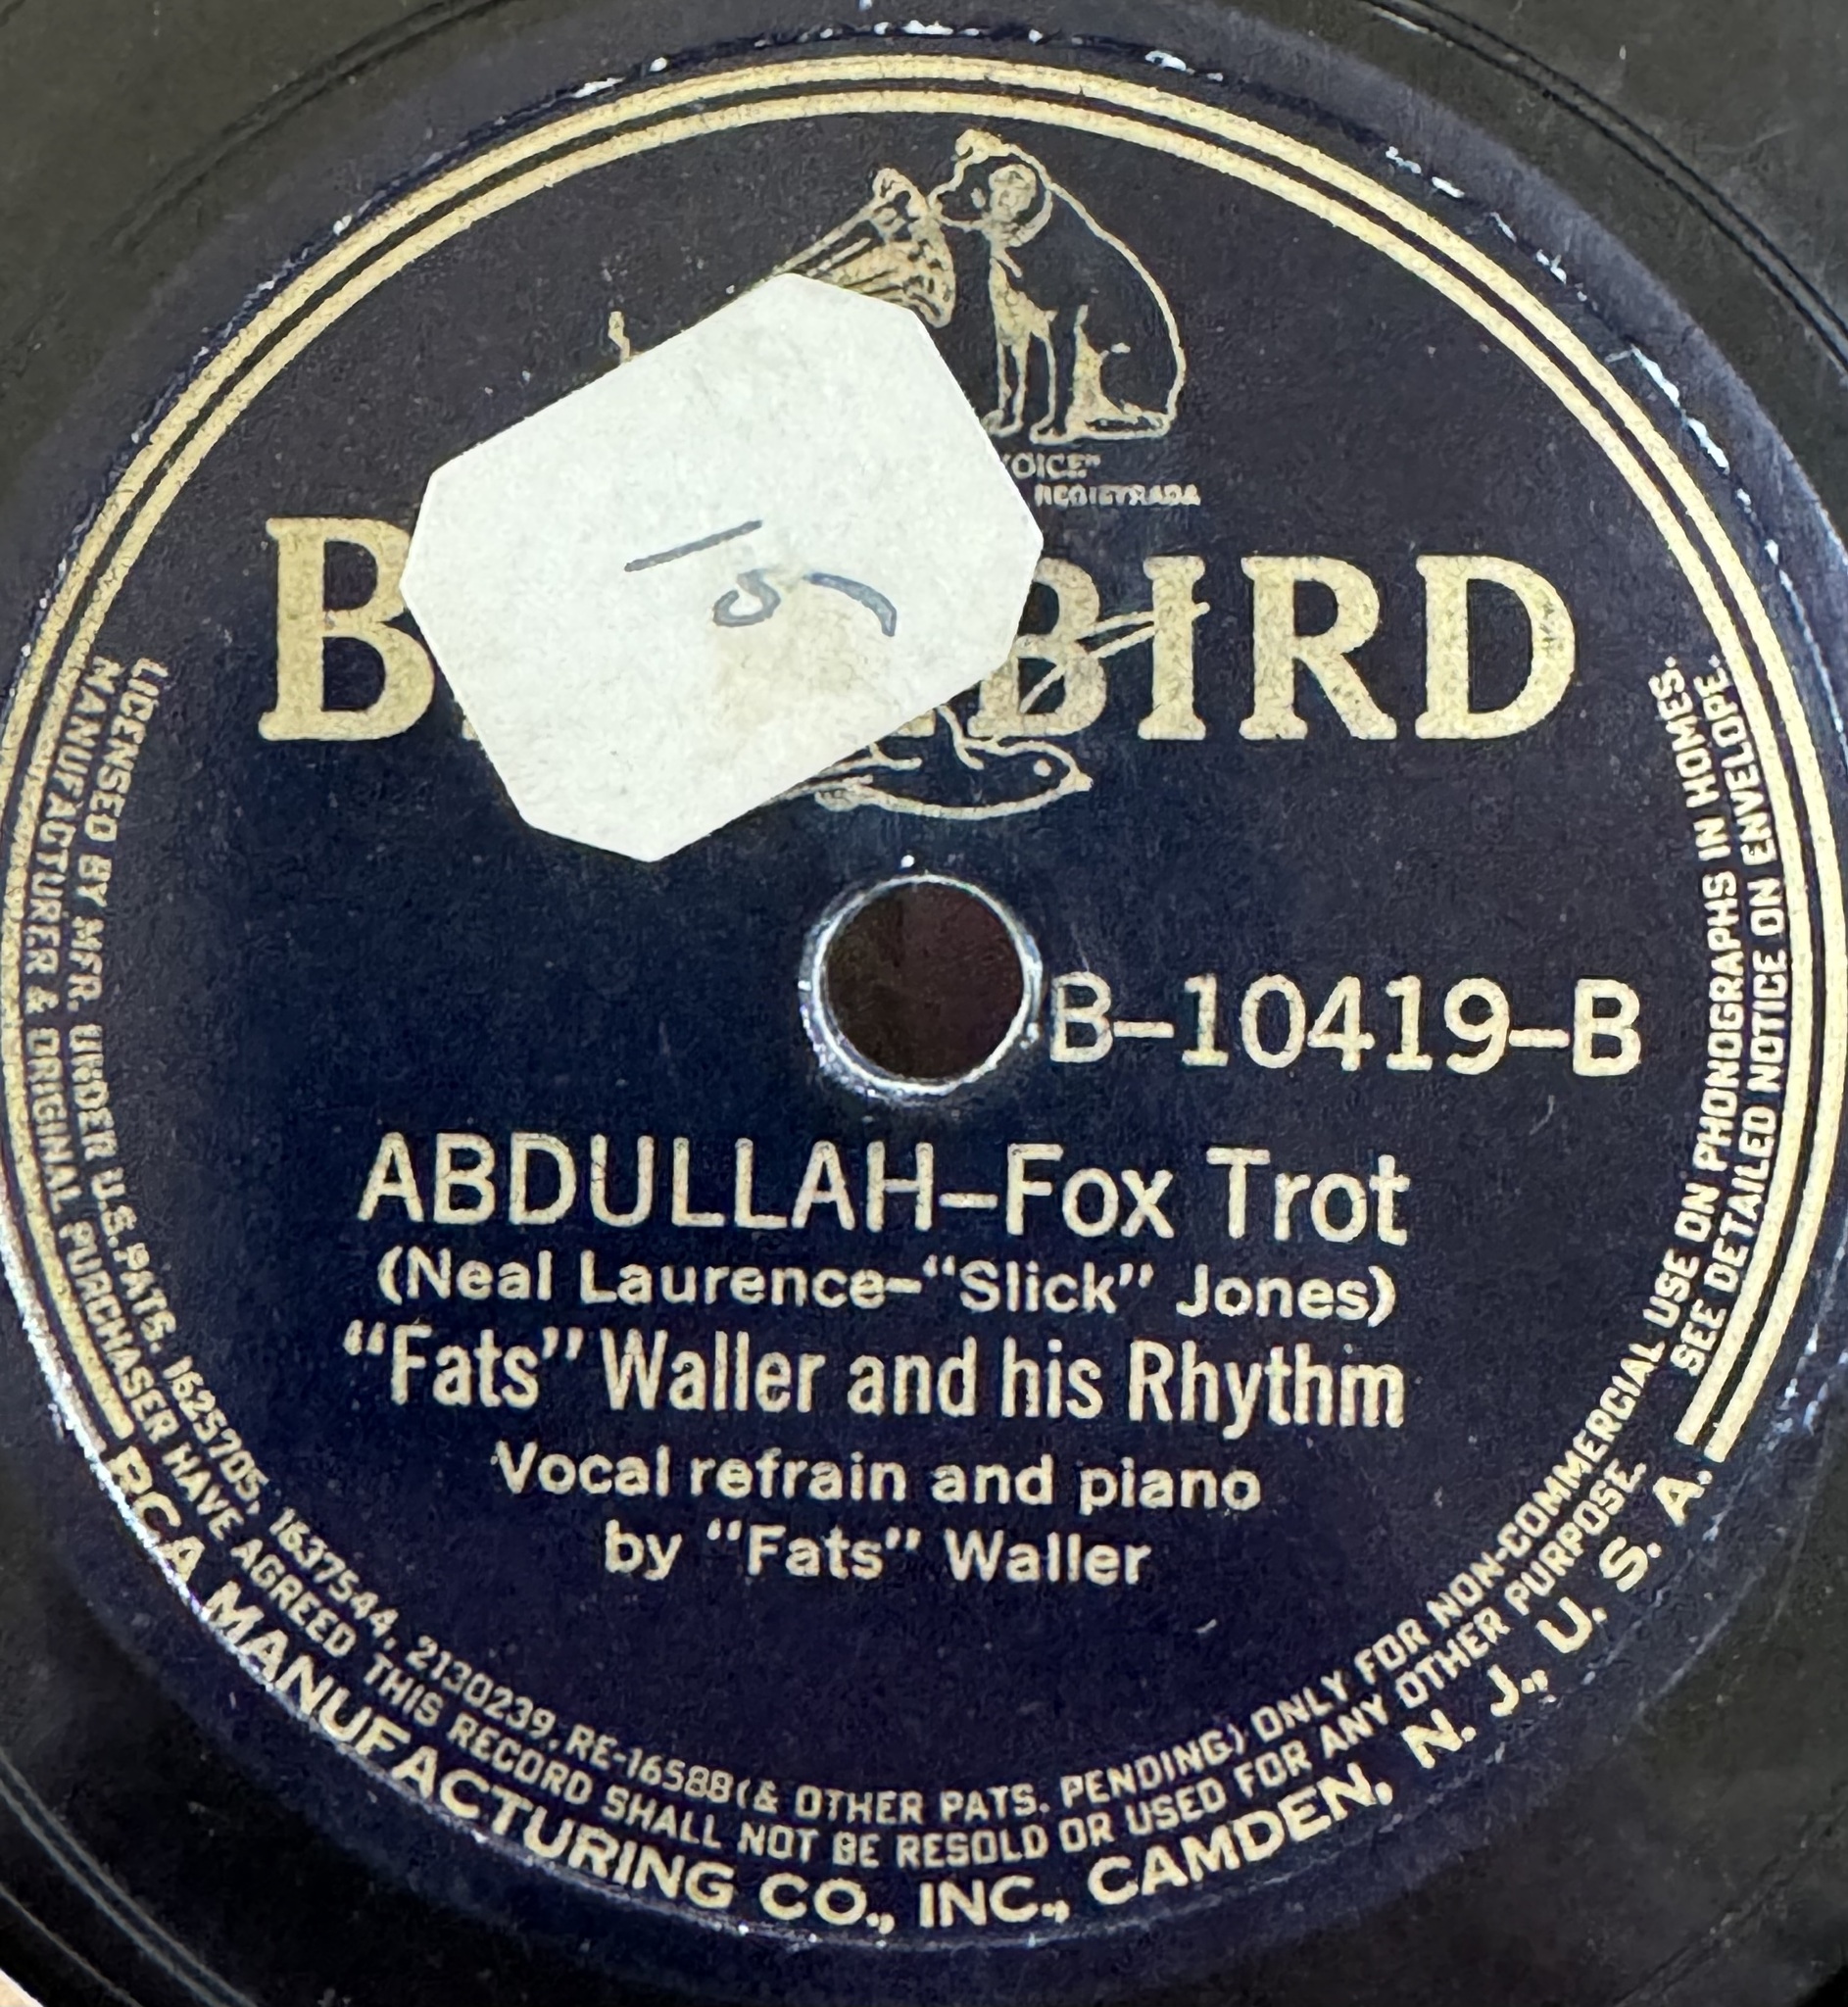 VOICE"
REGISTRADA
BIRD
B-10419-B
ABDULLAH-Fox Trot
(Neal Laurence-"Slick" Jones)
"Fats" Waller and his Rhythm
Vocal refrain and piano
by "Fats" Waller
LICENSED BY MFR. UNDER U.S.PATS. 1625705, 1637544, 2130239, RE-16588 (& OTHER PATS. PENDING) ONLY FOR NON-COMMERCIAL USE ON PHONOGRAPHS IN HOMES.
MANUFACTURER & ORIGINAL PURCHASER HAVE AGREED THIS RECORD SHALL NOT BE RESOLD OR USED FOR ANY OTHER PURPOSE. SEE DETAILED NOTICE ON ENVELOPE.
RCA MANUFACTURING CO., INC., CAMDEN, N. J., U. S. A.